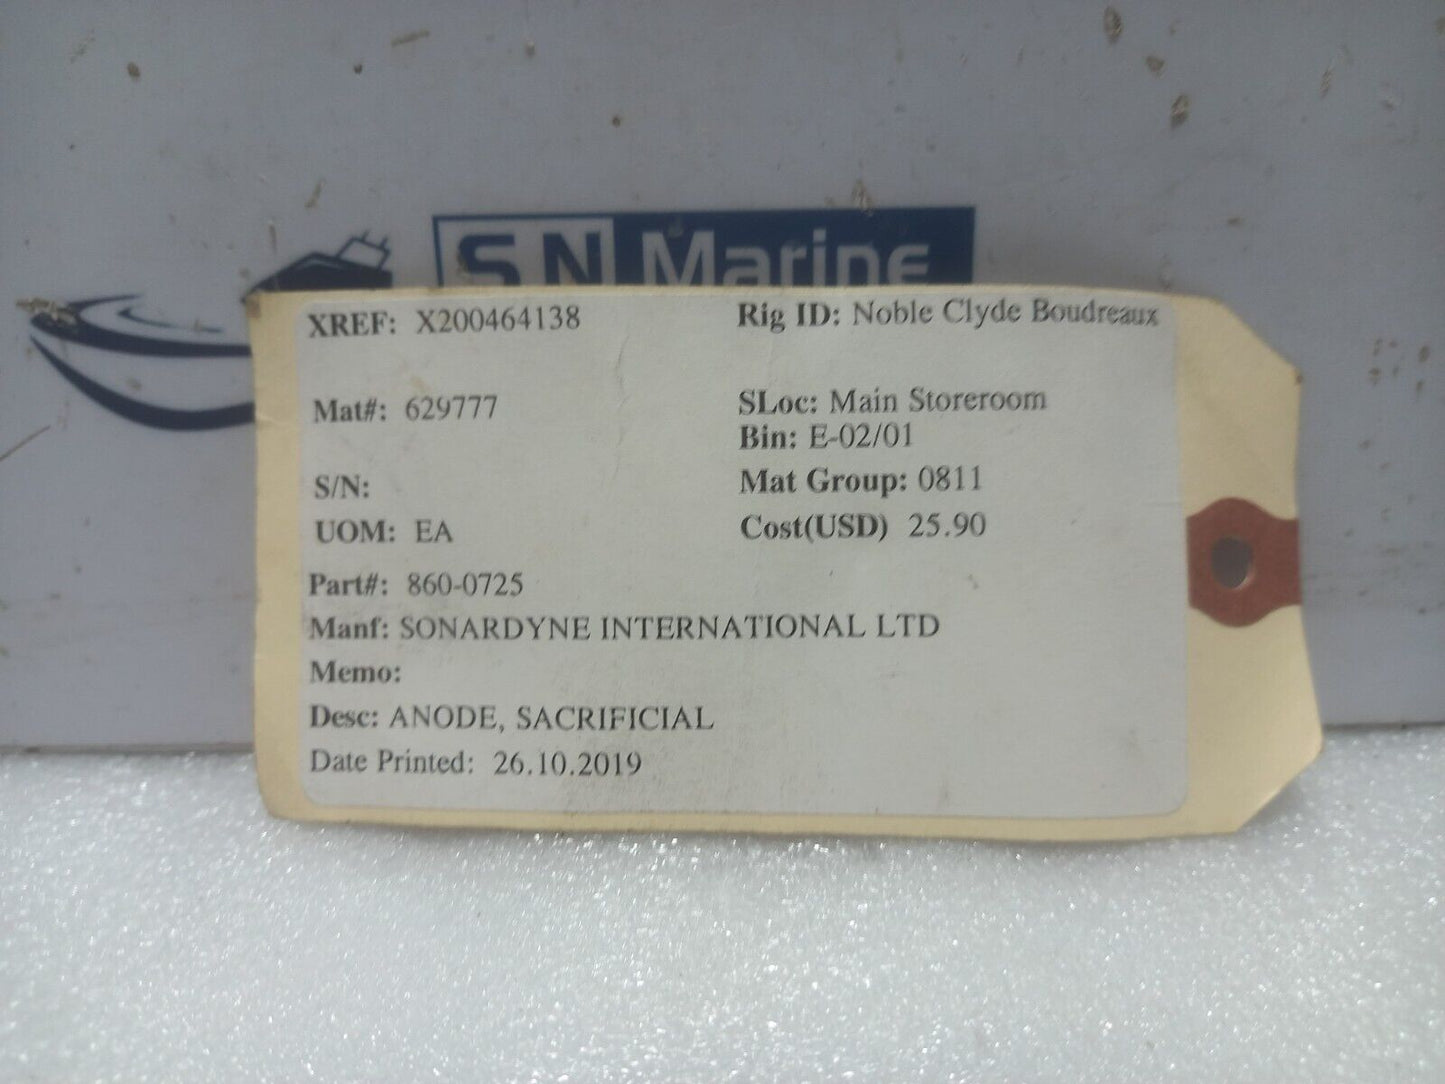 SN Marine
XREF: X200464138 Rig ID: Noble Clyde Boudreaux
Mat#: 629777 SLoc: Main Storeroom
Bin: E-02/01
S/N: Mat Group: 0811
UOM: EA Cost(USD) 25.90
Part#: 860-0725
Manf: SONARDYNE INTERNATIONAL LTD
Memo:
Desc: ANODE, SACRIFICIAL
Date Printed: 26.10.2019